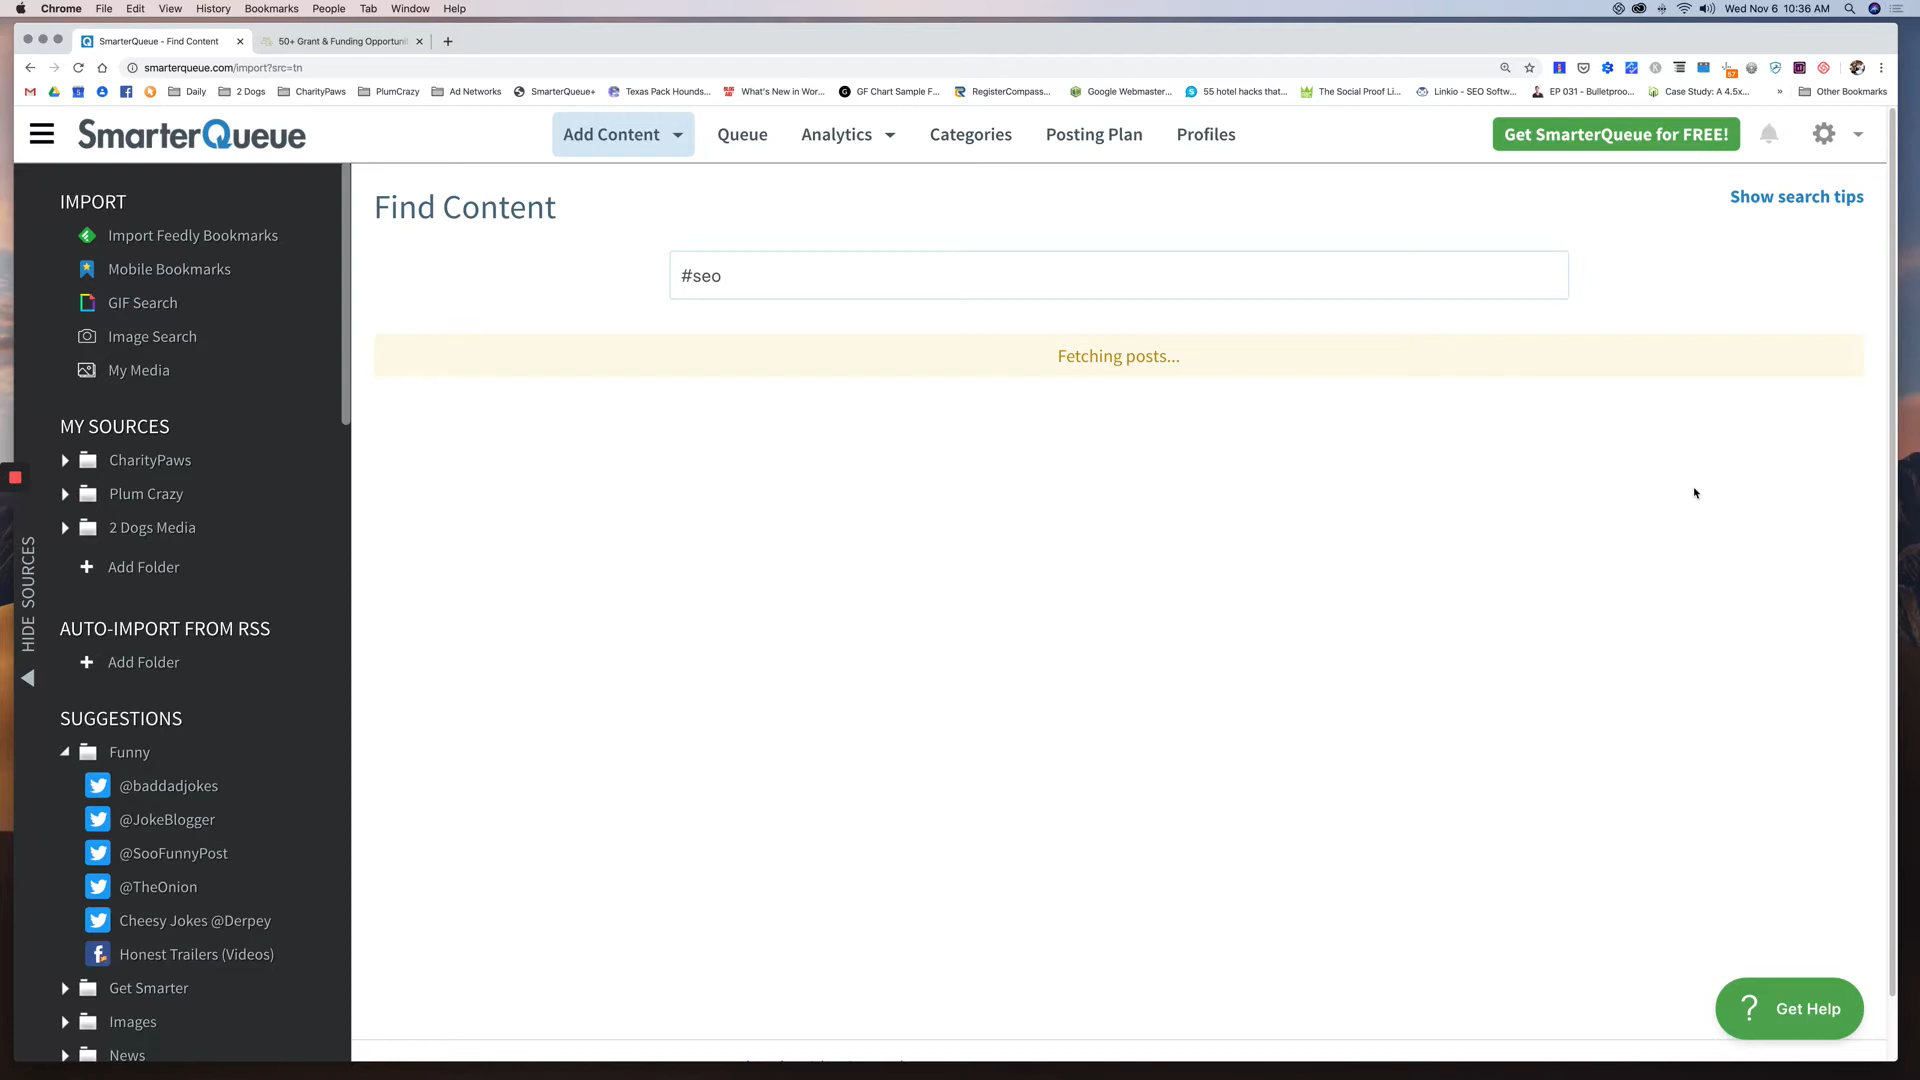 Chrome File Edit View History Bookmarks People Tab Window Help Wed Nov 6 10:36 AM
SmarterQueue - Find Content 50+ Grant & Funding Opportuni
smarterqueue.com/import?src=tn
Daily 2 Dogs CharityPaws PlumCrazy Ad Networks SmarterQueue+ Texas Pack Hounds... What's New in Wor... GF Chart Sample F... RegisterCompass... Google Webmaster... 55 hotel hacks that... The Social Proof Li... Linkio - SEO Softw... EP 031 - Bulletproo... Case Study: A 4.5x... » Other Bookmarks
SmarterQueue Add Content Queue Analytics Categories Posting Plan Profiles Get SmarterQueue for FREE!
IMPORT
Import Feedly Bookmarks
Mobile Bookmarks
GIF Search
Image Search
My Media
MY SOURCES
CharityPaws
Plum Crazy
2 Dogs Media
Add Folder
AUTO-IMPORT FROM RSS
Add Folder
SUGGESTIONS
Funny
@baddadjokes
@JokeBlogger
@SooFunnyPost
@TheOnion
Cheesy Jokes @Derpey
Honest Trailers (Videos)
Get Smarter
Images
News
HIDE SOURCES
Find Content
Show search tips
#seo
Fetching posts...
? Get Help